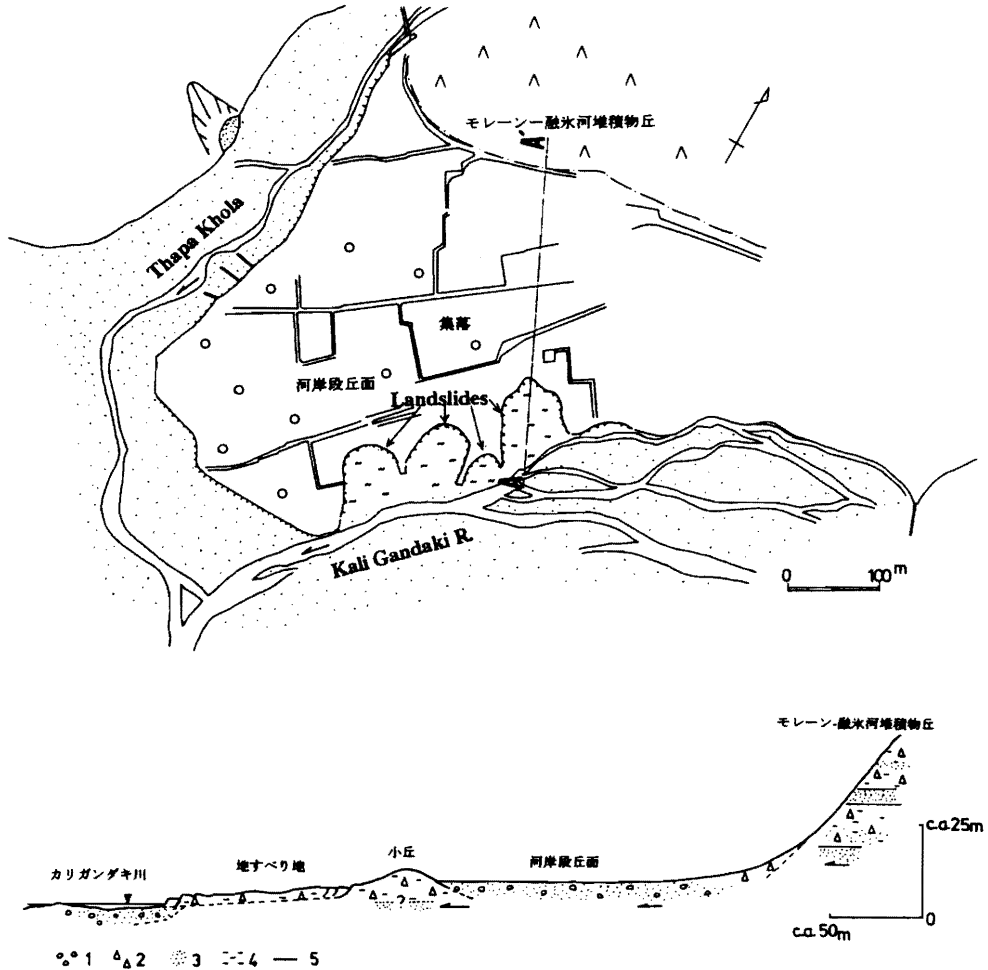 モレーンー融氷河堆積物丘
A'
Thapa Khola
集落
河岸段丘面
Landslides
Kali Gandaki R.
0 100 m
モレーン-融氷河堆積物丘
c.a.25m
小丘
河岸段丘面
地すべり地
カリガンダキ川
?
0
c.a.50m
1 2 3 4 5